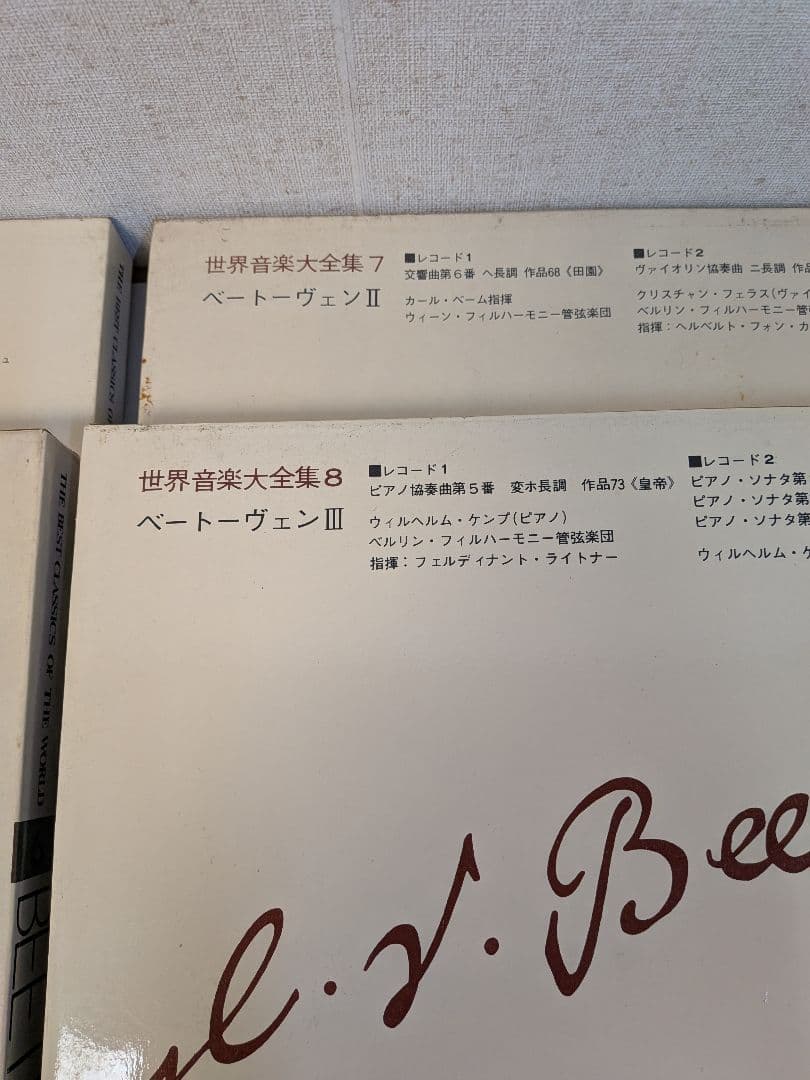 世界音楽大全集7
ベートーヴェンⅡ
■レコード1
交響曲第6番 ヘ長調 作品68《田園》
カール・ベーム指揮
ウィーン・フィルハーモニー管弦楽団
■レコード2
ヴァイオリン協奏曲 ニ長調 作品
クリスチャン・フェラス(ヴァイ
ベルリン・フィルハーモニー管
指揮:ヘルベルト・フォン・カ
ュ
THE BEST CLASSICS O
世界音楽大全集8
ベートーヴェンⅢ
■レコード1
ピアノ協奏曲第5番 変ホ長調 作品73《皇帝》
ウィルヘルム・ケンプ(ピアノ)
ベルリン・フィルハーモニー管弦楽団
指揮:フェルディナント・ライトナー
■レコード2
ピアノ・ソナタ第
ピアノ・ソナタ第
ピアノ・ソナタ第
ウィルヘルム・ケ
THE BEST CLASSICS OF THE WORLD
BEE
v. Bee